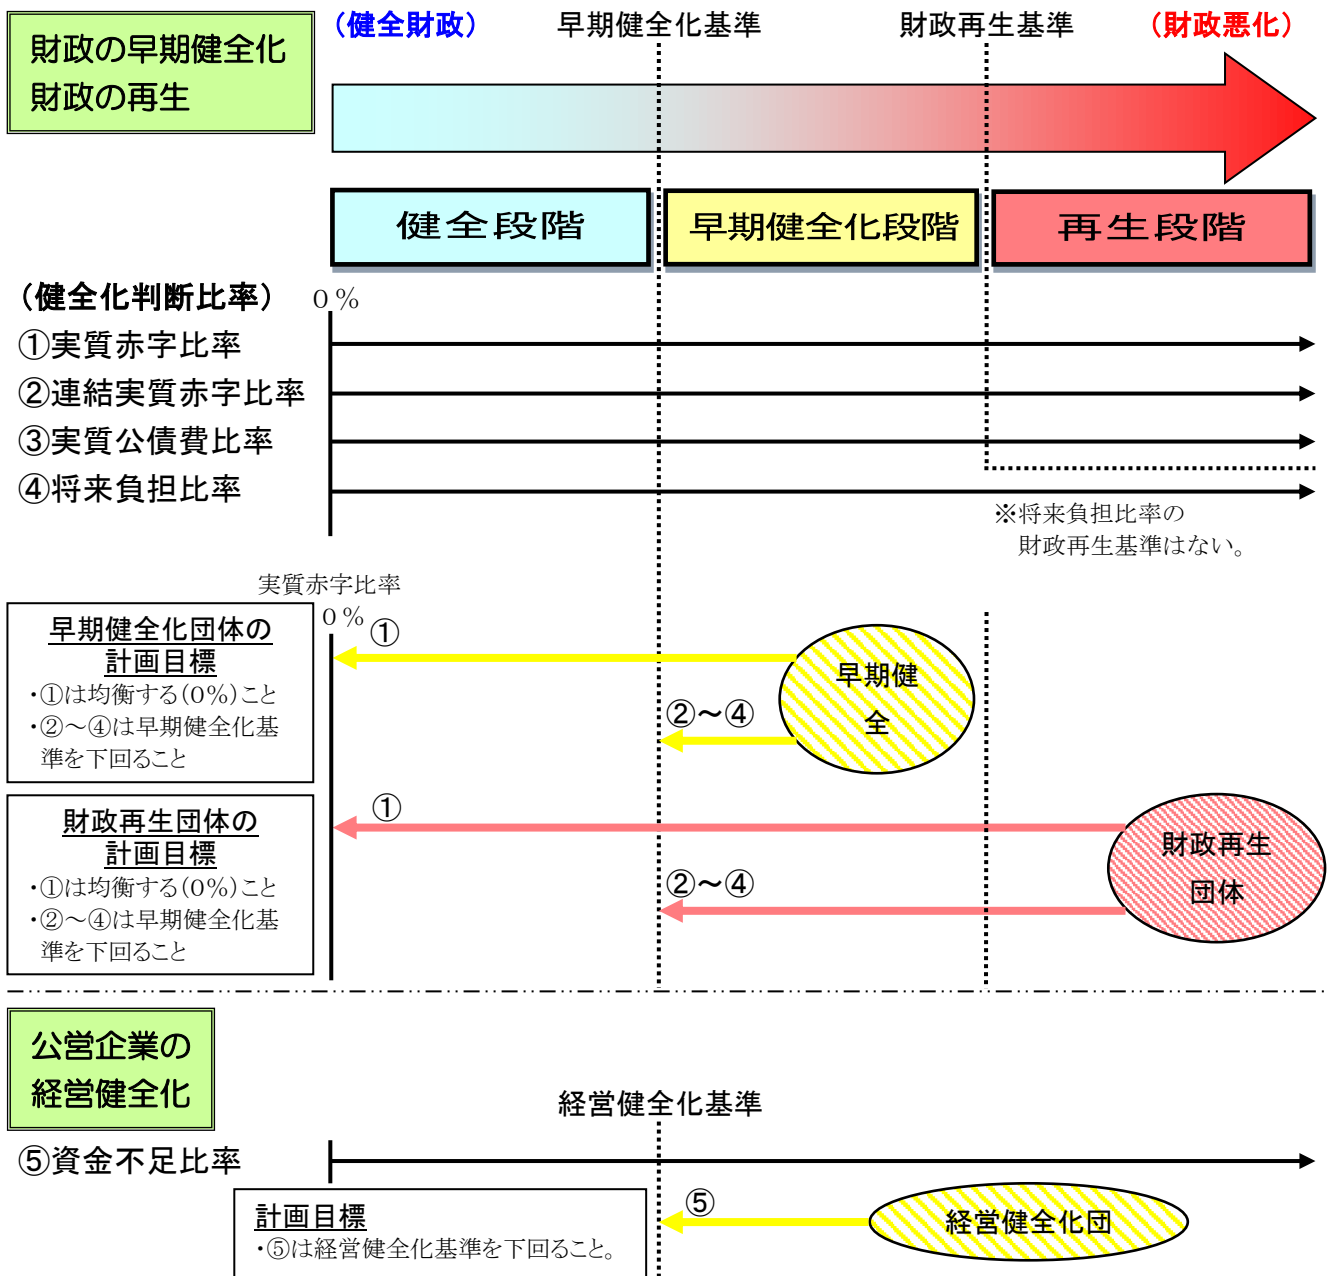 財政の早期健全化
財政の再生
(健全財政)
早期健全化基準
財政再生基準
(財政悪化)
健全段階
早期健全化段階
再生段階
(健全化判断比率)
0%
①実質赤字比率
②連結実質赤字比率
③実質公債費比率
④将来負担比率
※将来負担比率の
財政再生基準はない。
実質赤字比率
0%
早期健全化団体の
計画目標
・①は均衡する(0%)こと
・②～④は早期健全化基
準を下回ること
①
②～④
早期健
全
財政再生団体の
計画目標
・①は均衡する(0%)こと
・②～④は早期健全化基
準を下回ること
①
②～④
財政再生
団体
公営企業の
経営健全化
経営健全化基準
⑤資金不足比率
計画目標
・⑤は経営健全化基準を下回ること。
⑤
経営健全化団